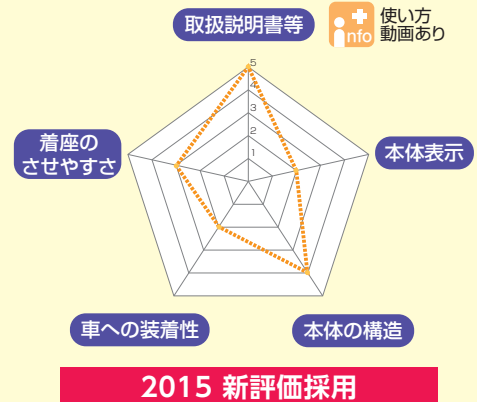 取扱説明書等
info
使い方
動画あり
5
4
3
2
1
着座の
させやすさ
本体表示
車への装着性
本体の構造
2015 新評価採用